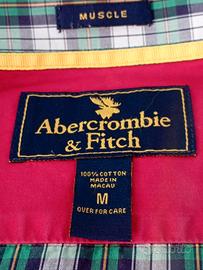 MUSCLE
Abercrombie
& Fitch
100% COTTON
MADE IN
MACAU
M
OVER FOR CARE